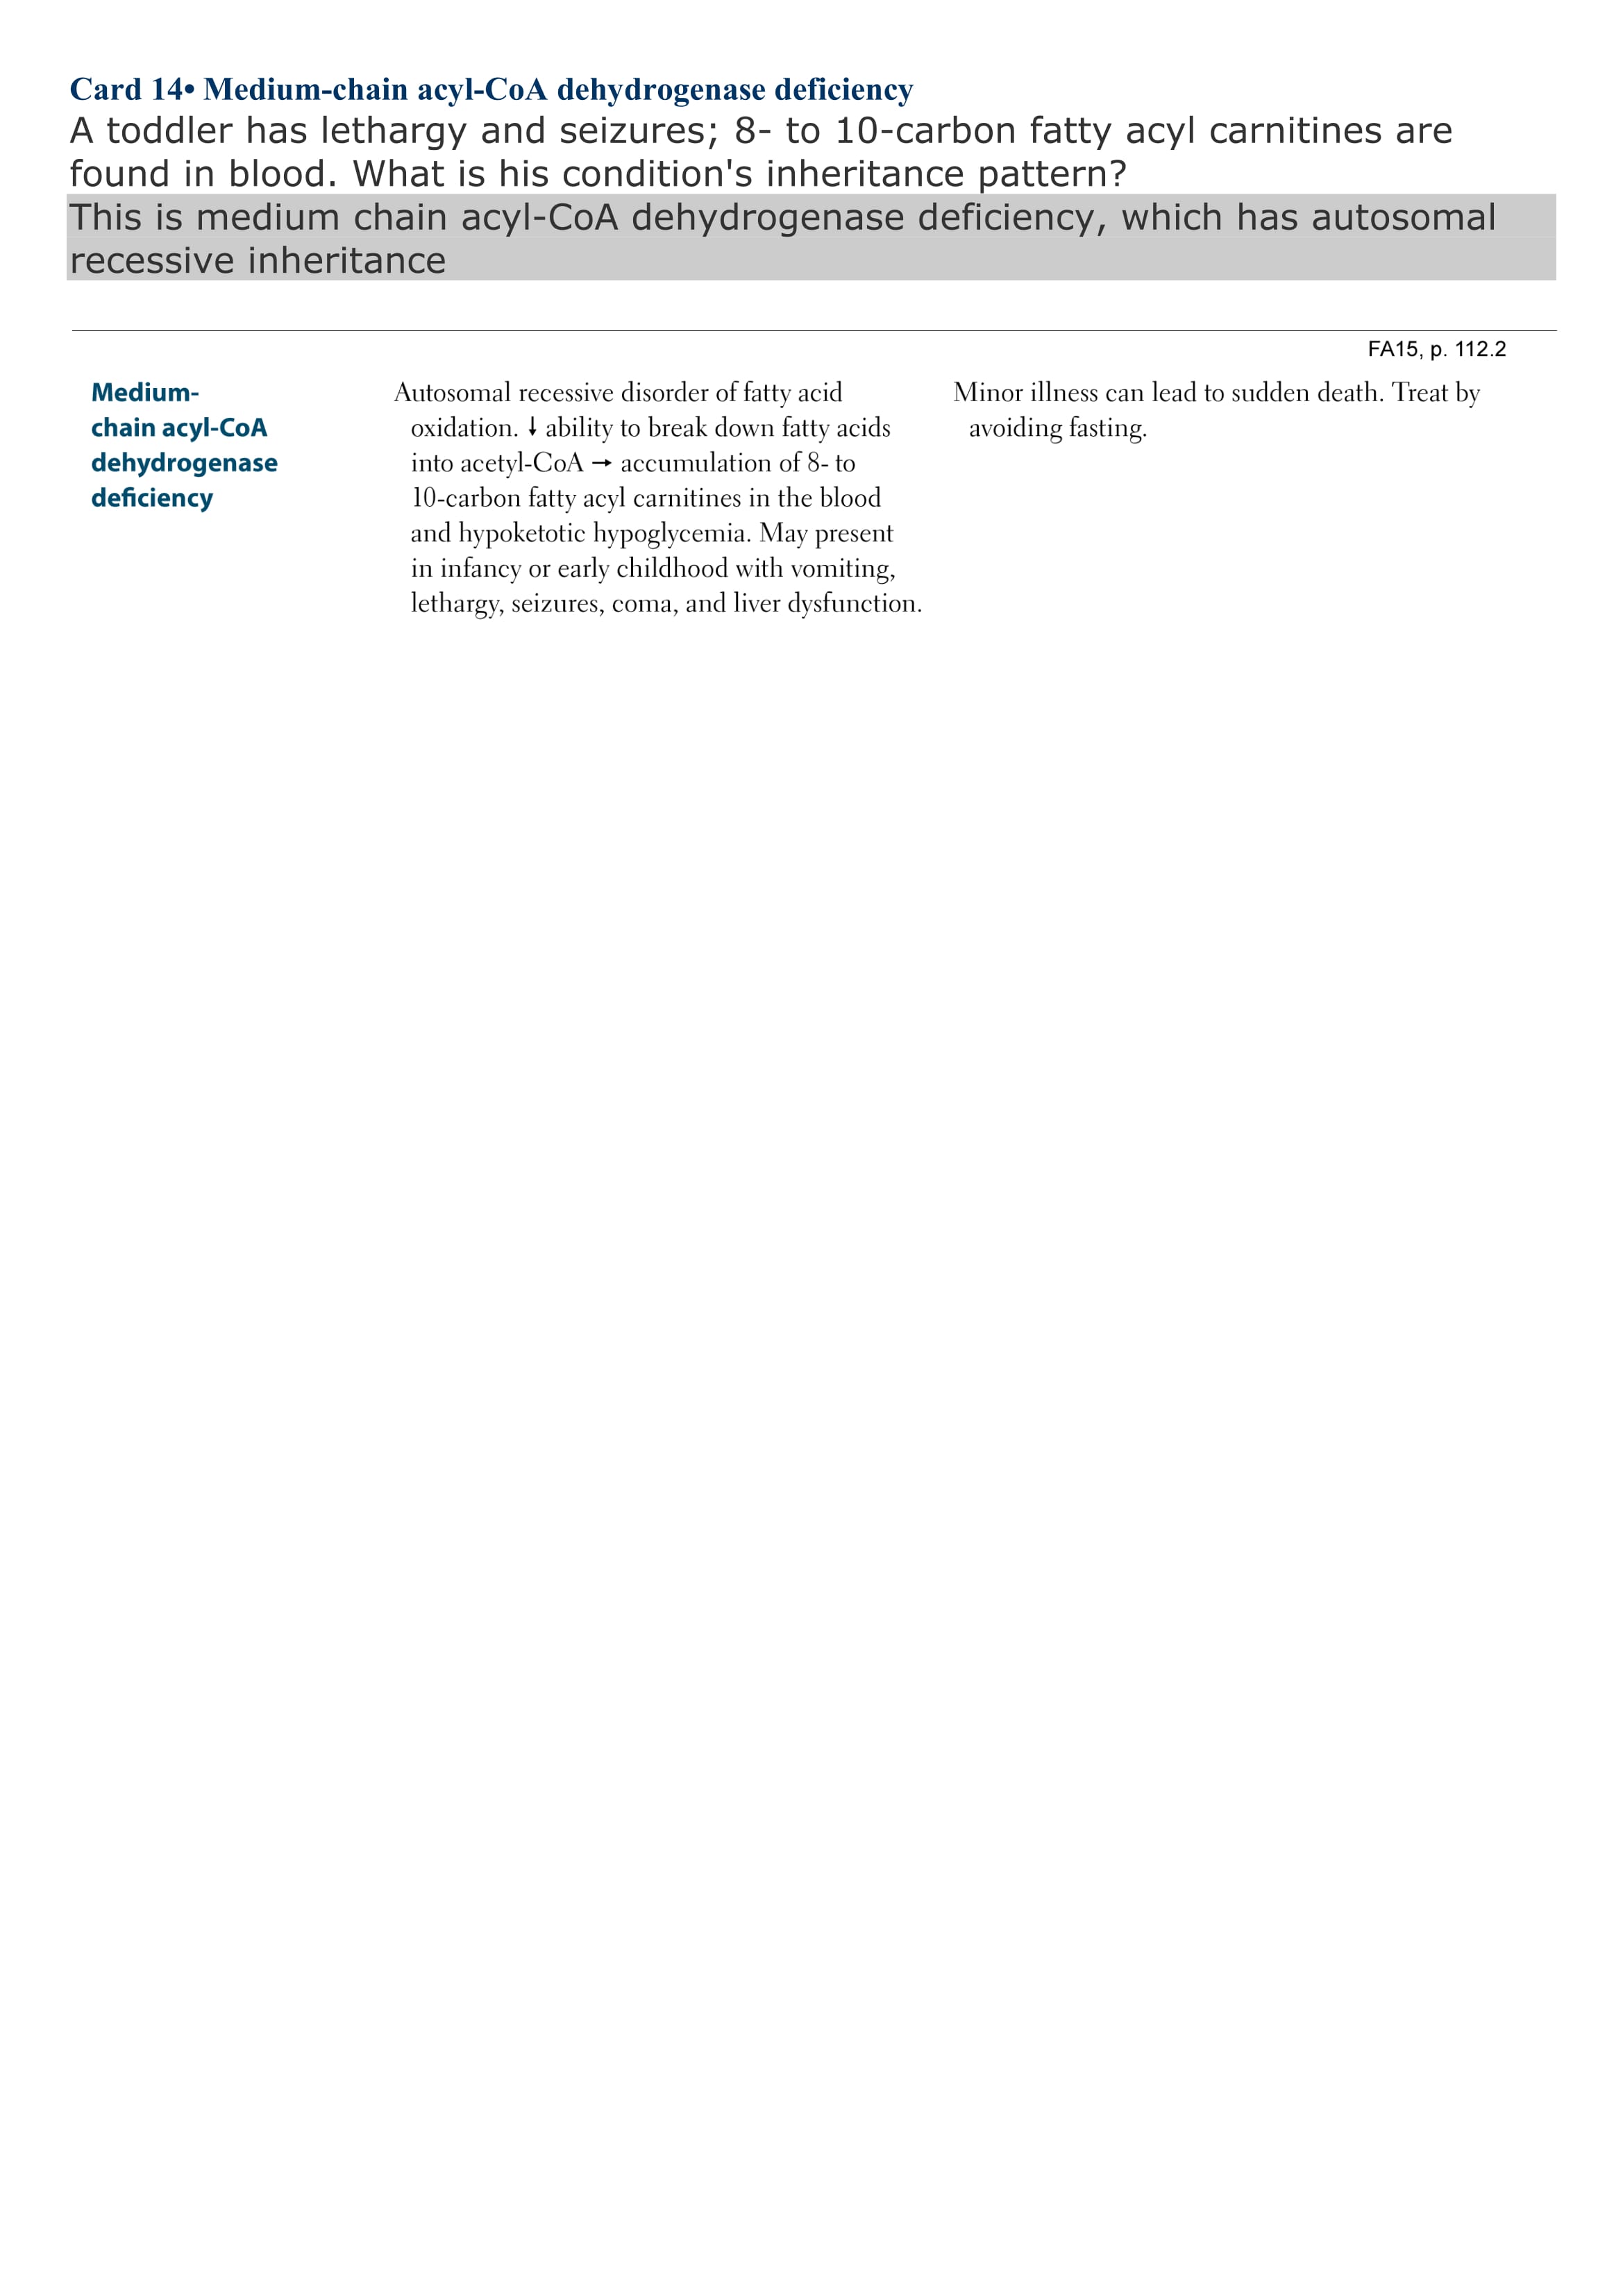 Card 14• Medium-chain acyl-CoA dehydrogenase deficiency
A toddler has lethargy and seizures; 8- to 10-carbon fatty acyl carnitines are
found in blood. What is his condition's inheritance pattern?
This is medium chain acyl-CoA dehydrogenase deficiency, which has autosomal
recessive inheritance
FA15, p. 112.2
Medium-
chain acyl-CoA
dehydrogenase
deficiency
Autosomal recessive disorder of fatty acid
oxidation. ↓ ability to break down fatty acids
into acetyl-CoA → accumulation of 8- to
10-carbon fatty acyl carnitines in the blood
and hypoketotic hypoglycemia. May present
in infancy or early childhood with vomiting,
lethargy, seizures, coma, and liver dysfunction.
Minor illness can lead to sudden death. Treat by
avoiding fasting.